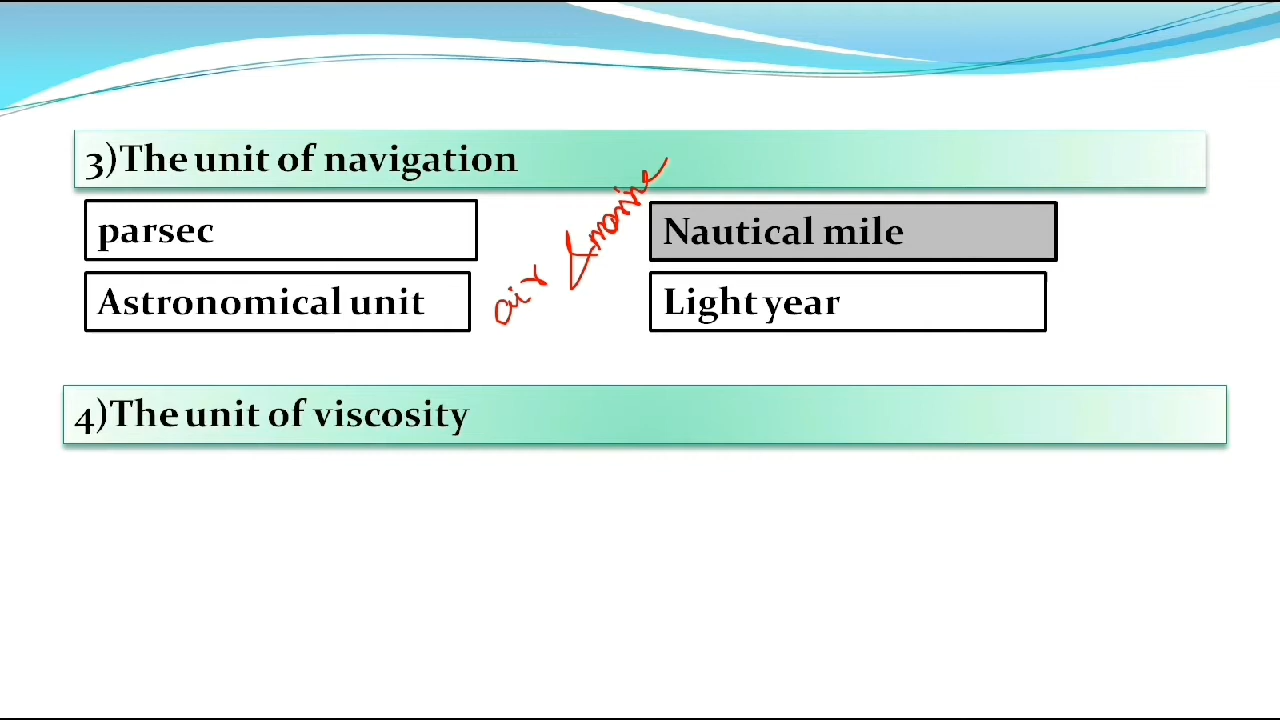 3)The unit of navigation
parsec
Nautical mile
Astronomical unit
Light year
air & marine
4)The unit of viscosity